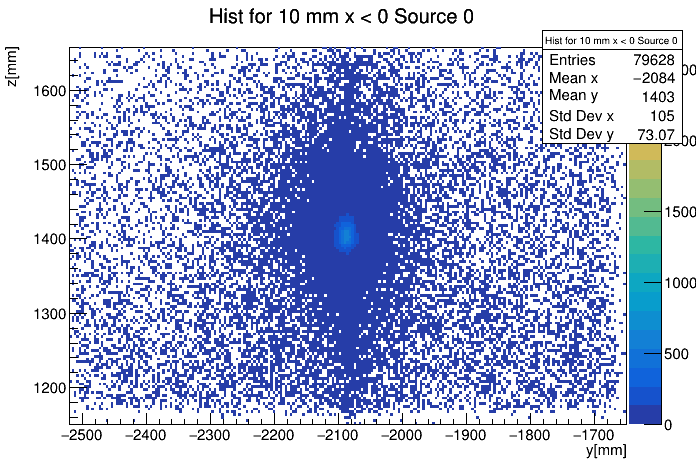 Hist for 10 mm x < 0 Source 0
Hist for 10 mm x < 0 Source 0
Entries 79628
Mean x −2084
Mean y 1403
Std Dev x 105
Std Dev y 73.07
z[mm]
1600
1500
1400
1300
1200
−2500 −2400 −2300 −2200 −2100 −2000 −1900 −1800 −1700
y[mm]
1500
1000
500
0